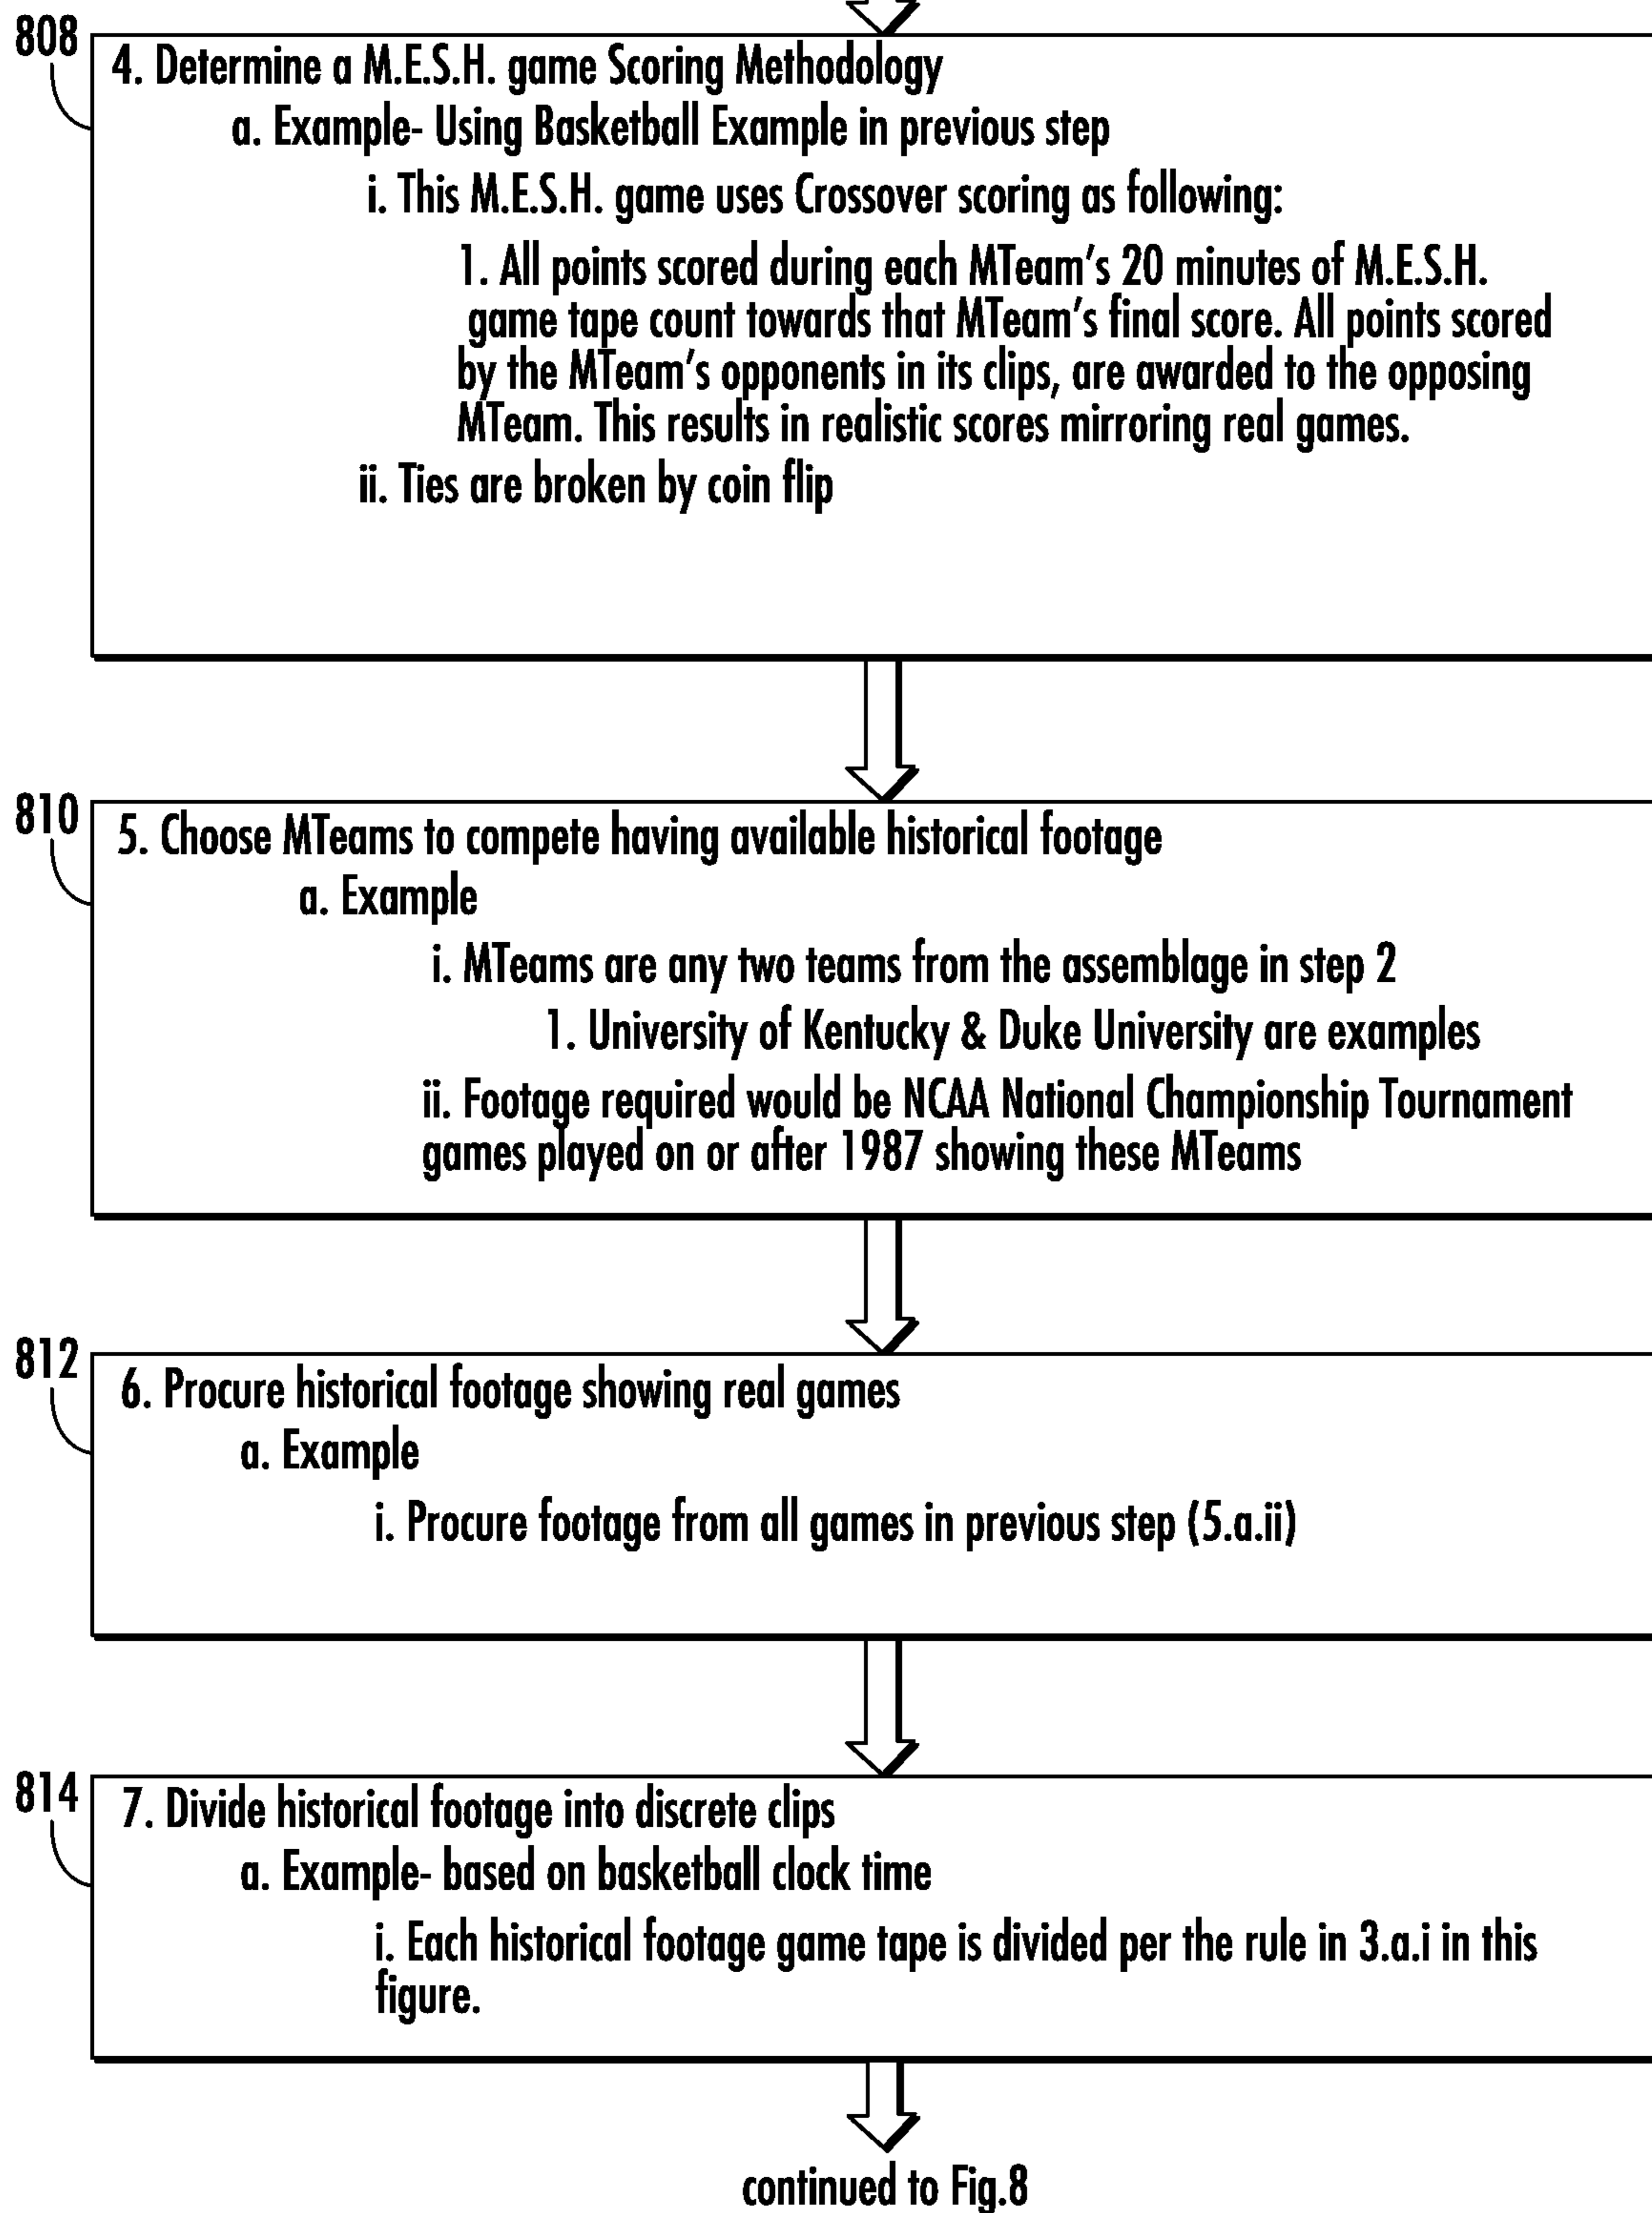 808
4. Determine a M.E.S.H. game Scoring Methodology
a. Example- Using Basketball Example in previous step
i. This M.E.S.H. game uses Crossover scoring as following:
1. All points scored during each MTeam's 20 minutes of M.E.S.H.
game tape count towards that MTeam's final score. All points scored
by the MTeam's opponents in its clips, are awarded to the opposing
MTeam. This results in realistic scores mirroring real games.
ii. Ties are broken by coin flip
810
5. Choose MTeams to compete having available historical footage
a. Example
i. MTeams are any two teams from the assemblage in step 2
1. University of Kentucky & Duke University are examples
ii. Footage required would be NCAA National Championship Tournament
games played on or after 1987 showing these MTeams
812
6. Procure historical footage showing real games
a. Example
i. Procure footage from all games in previous step (5.a.ii)
814
7. Divide historical footage into discrete clips
a. Example- based on basketball clock time
i. Each historical footage game tape is divided per the rule in 3.a.i in this
figure.
continued to Fig.8